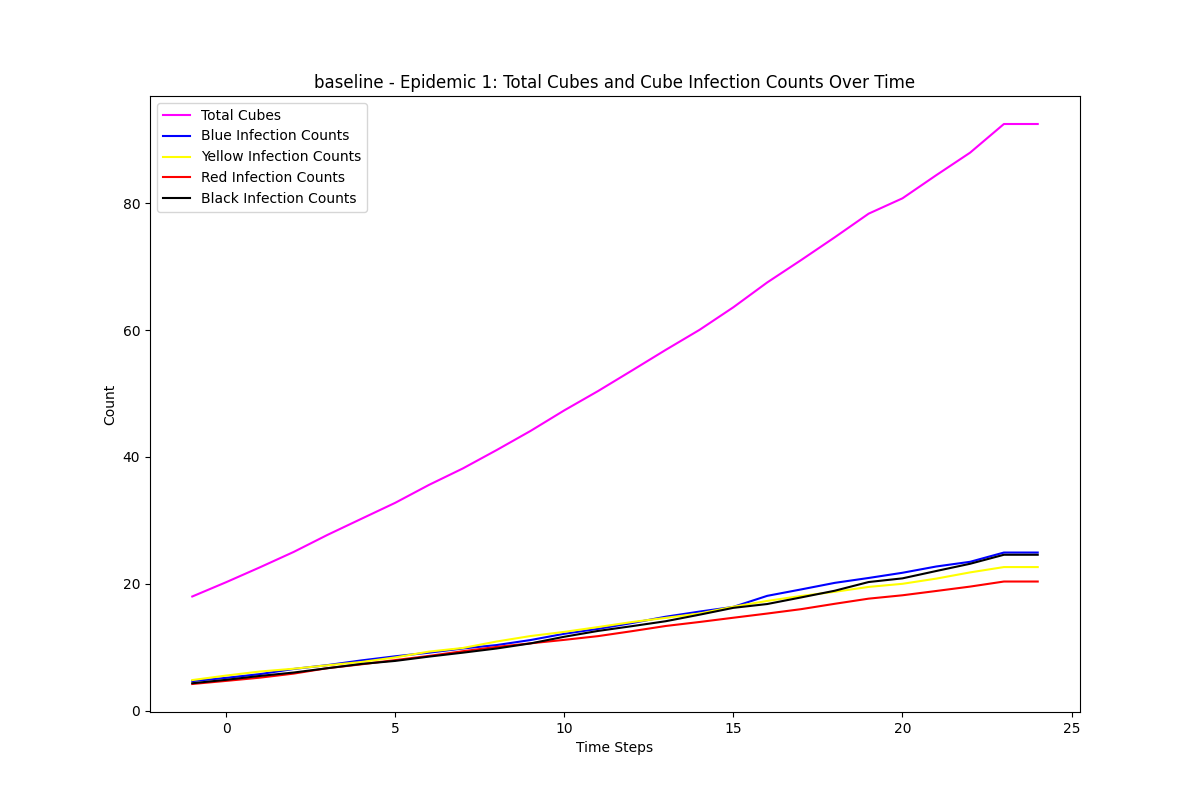 baseline - Epidemic 1: Total Cubes and Cube Infection Counts Over Time
Total Cubes
Blue Infection Counts
Yellow Infection Counts
Red Infection Counts
Black Infection Counts
80
60
40
20
0
Count
0 5 10 15 20 25
Time Steps